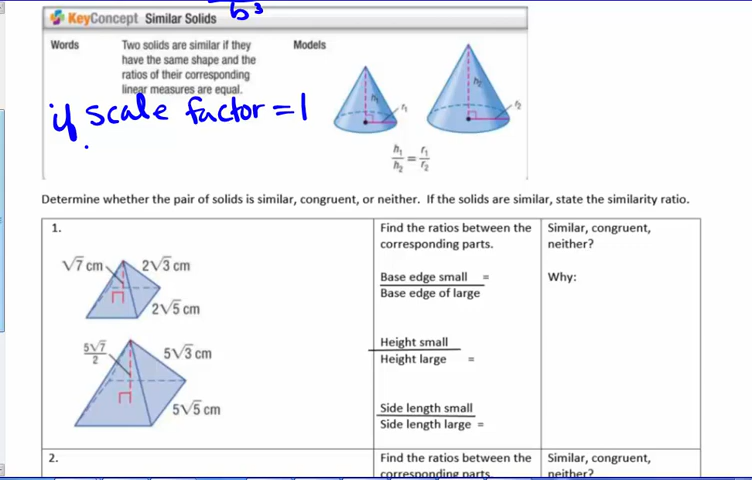 b³
KeyConcept Similar Solids
Words
Two solids are similar if they
have the same shape and the
ratios of their corresponding
linear measures are equal.
Models
h₁
r₁
h₂
r₂
h₁/h₂ = r₁/r₂
if scale factor = 1
Determine whether the pair of solids is similar, congruent, or neither. If the solids are similar, state the similarity ratio.
1.
√7 cm
2√3 cm
2√5 cm
5√7/2
5√3 cm
5√5 cm
Find the ratios between the
corresponding parts.
Base edge small =
Base edge of large
Height small
Height large =
Side length small
Side length large =
Similar, congruent,
neither?
Why:
2.
Find the ratios between the
corresponding parts.
Similar, congruent,
neither?